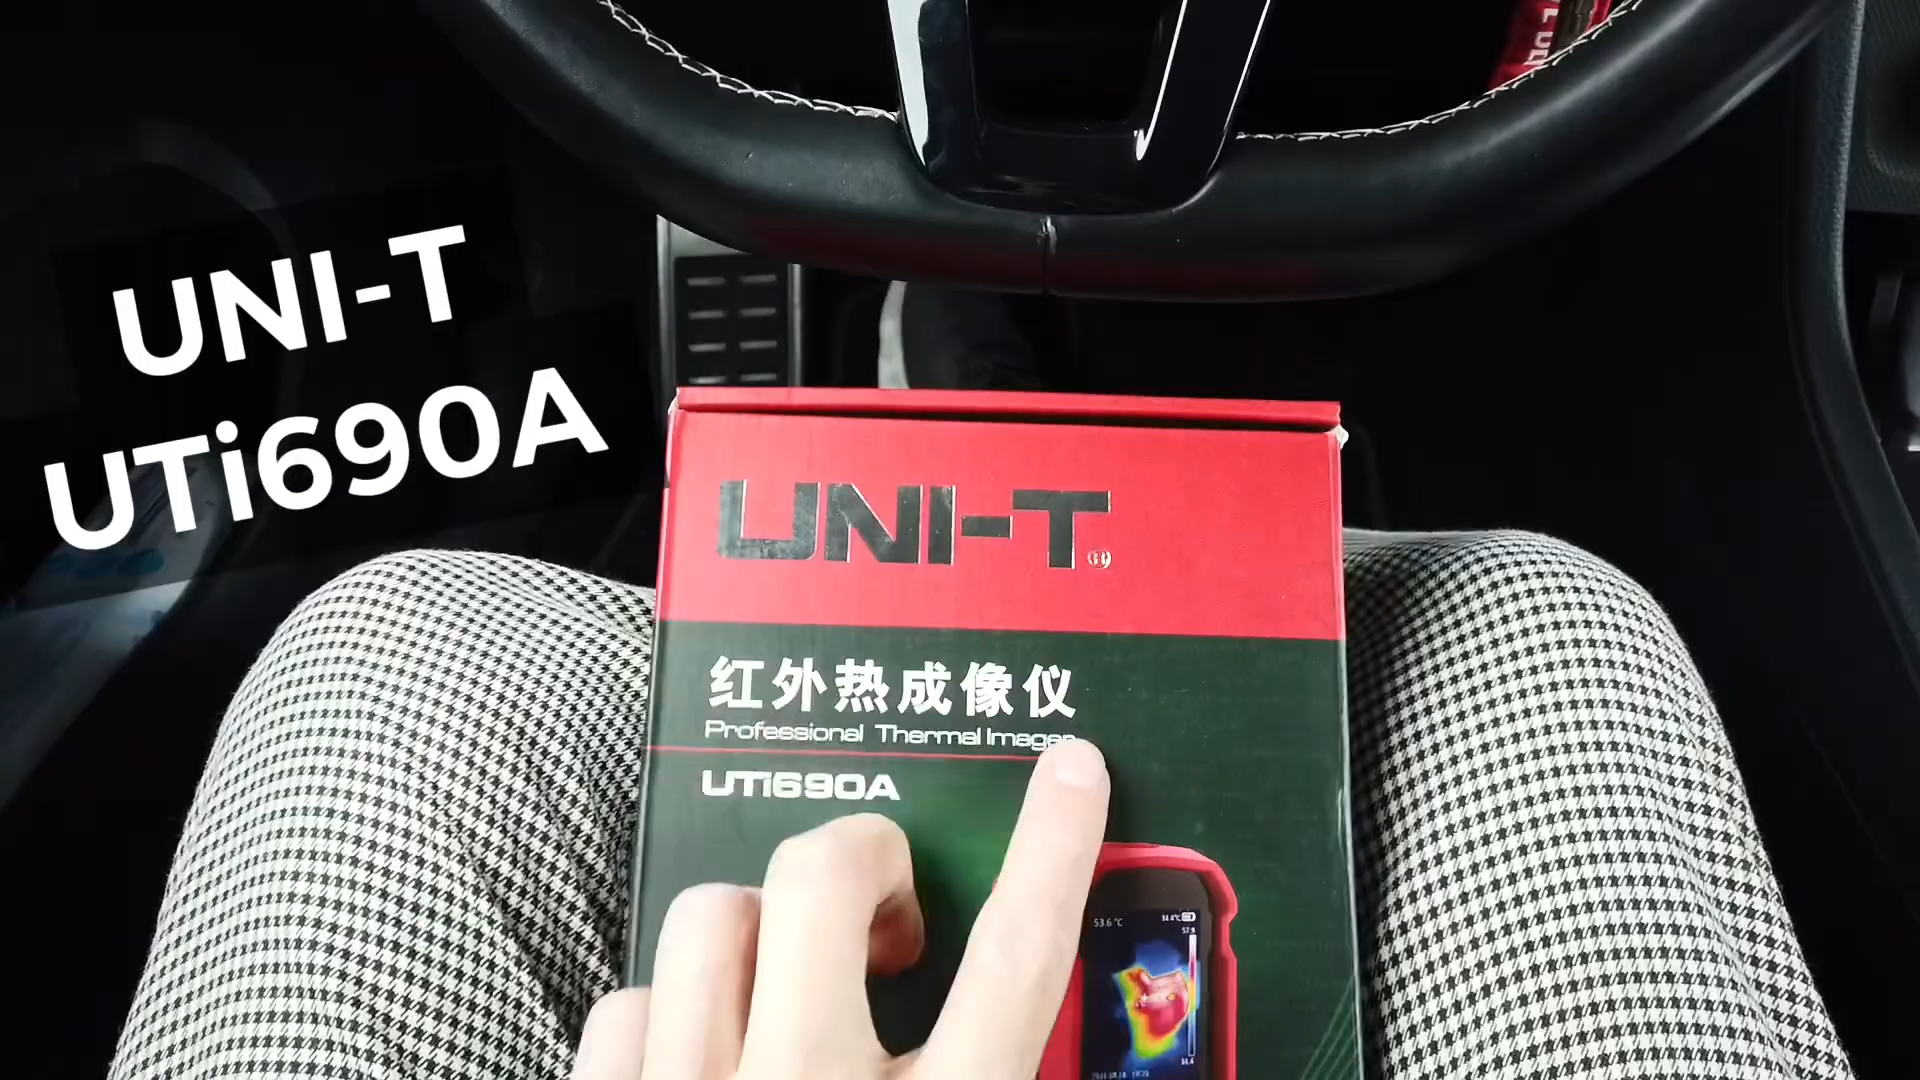 UNI-T
UTi690A
UNI-T®
红外热成像仪
Professional Thermal Imager
UTi690A
53.6 °C